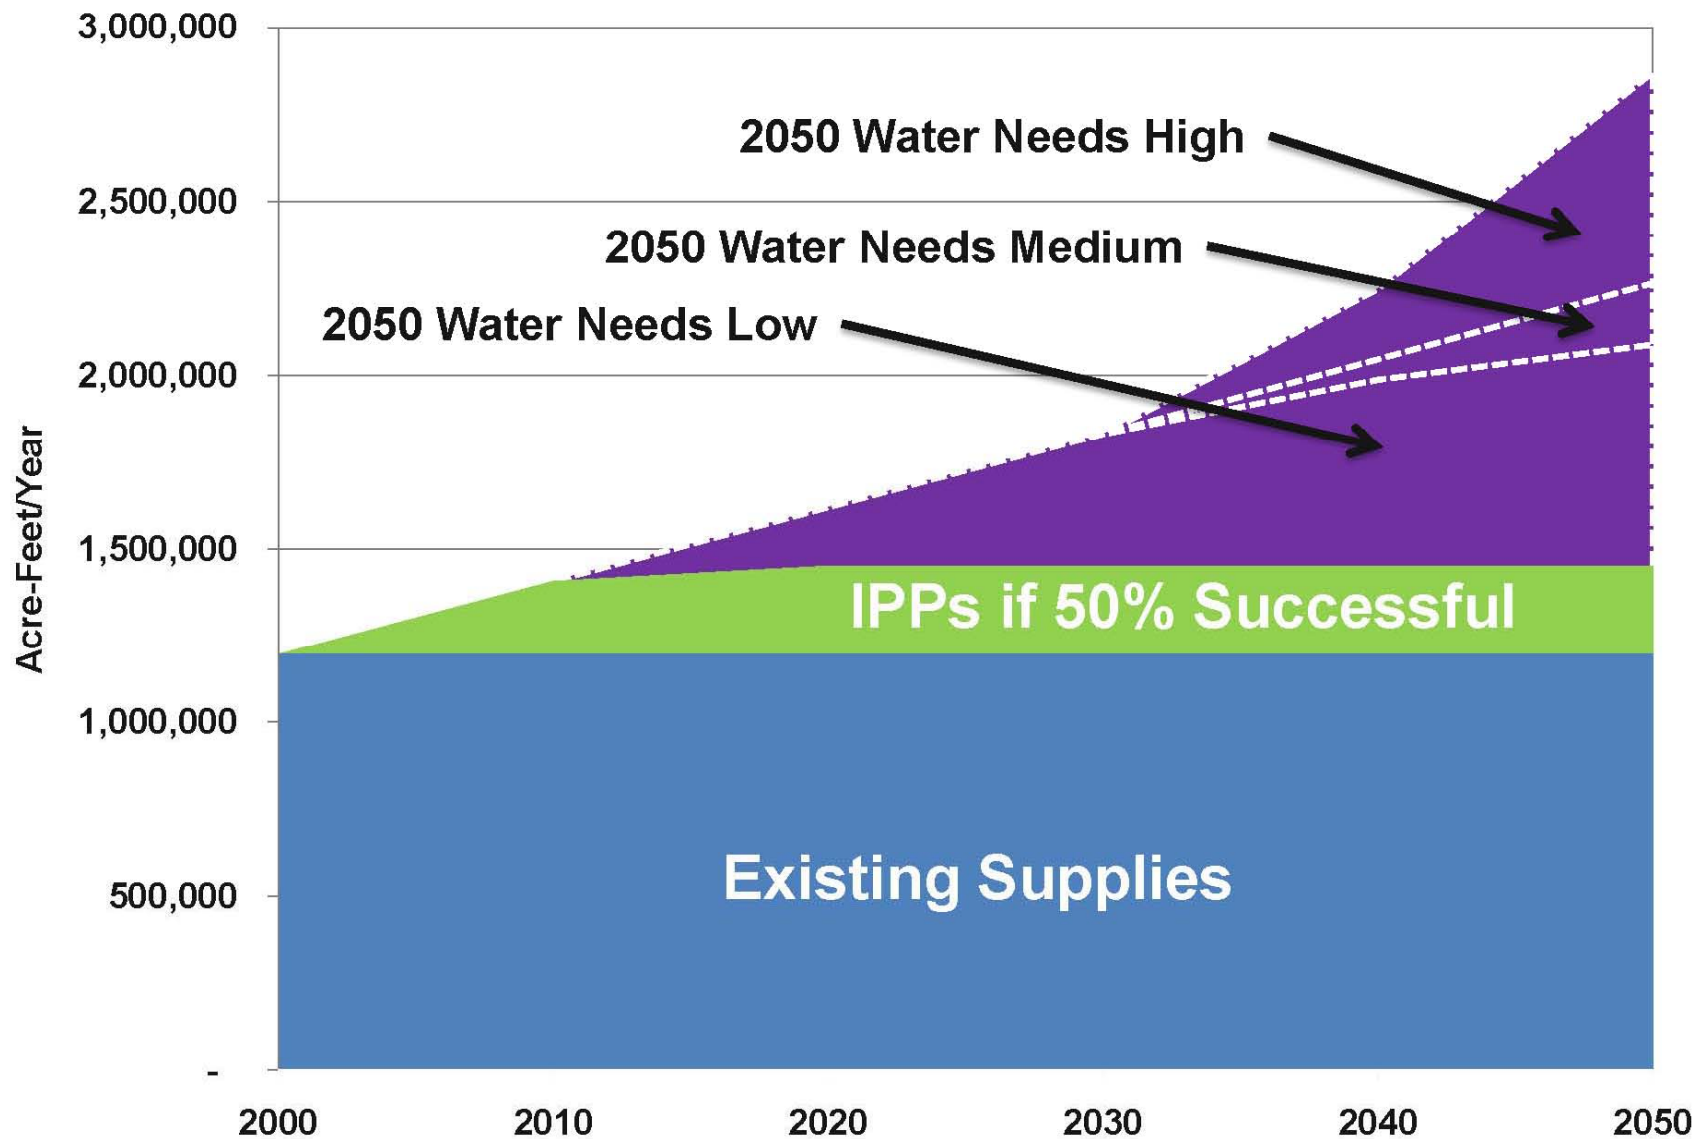 3,000,000
2050 Water Needs High
2,500,000
2050 Water Needs Medium
2050 Water Needs Low
2,000,000
Acre-Feet/Year
1,500,000
IPPs if 50% Successful
1,000,000
Existing Supplies
500,000
-
2000 2010 2020 2030 2040 2050